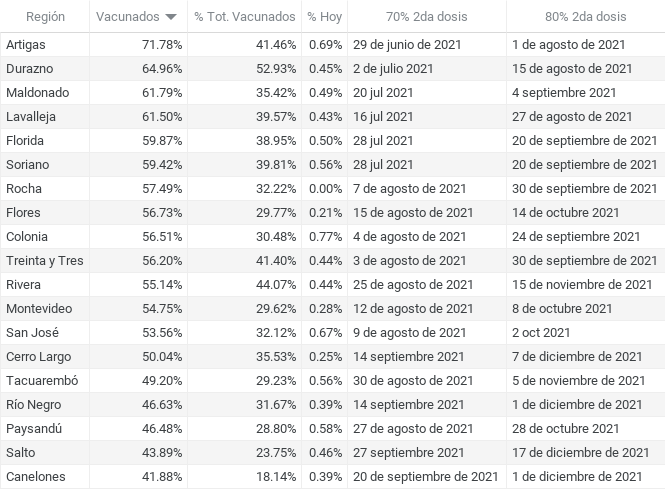 Región Vacunados % Tot. Vacunados % Hoy 70% 2da dosis 80% 2da dosis
Artigas 71.78% 41.46% 0.69% 29 de junio de 2021 1 de agosto de 2021
Durazno 64.96% 52.93% 0.45% 2 de julio 2021 15 de agosto de 2021
Maldonado 61.79% 35.42% 0.49% 20 jul 2021 4 septiembre 2021
Lavalleja 61.50% 39.57% 0.43% 16 jul 2021 27 de agosto de 2021
Florida 59.87% 38.95% 0.50% 28 jul 2021 20 de septiembre de 2021
Soriano 59.42% 39.81% 0.56% 28 jul 2021 20 de septiembre de 2021
Rocha 57.49% 32.22% 0.00% 7 de agosto de 2021 30 de septiembre de 2021
Flores 56.73% 29.77% 0.21% 15 de agosto de 2021 14 de octubre 2021
Colonia 56.51% 30.48% 0.77% 4 de agosto de 2021 24 de septiembre 2021
Treinta y Tres 56.20% 41.40% 0.44% 3 de agosto de 2021 30 de septiembre de 2021
Rivera 55.14% 44.07% 0.44% 25 de agosto de 2021 15 de noviembre de 2021
Montevideo 54.75% 29.62% 0.28% 12 de agosto de 2021 8 de octubre 2021
San José 53.56% 32.12% 0.67% 9 de agosto de 2021 2 oct 2021
Cerro Largo 50.04% 35.53% 0.25% 14 septiembre 2021 7 de diciembre de 2021
Tacuarembó 49.20% 29.23% 0.56% 30 de agosto de 2021 5 de noviembre de 2021
Río Negro 46.63% 31.67% 0.39% 14 septiembre 2021 1 de diciembre de 2021
Paysandú 46.48% 28.80% 0.58% 27 de agosto de 2021 28 de octubre 2021
Salto 43.89% 23.75% 0.46% 27 septiembre 2021 17 de diciembre de 2021
Canelones 41.88% 18.14% 0.39% 20 de septiembre de 2021 1 de diciembre de 2021